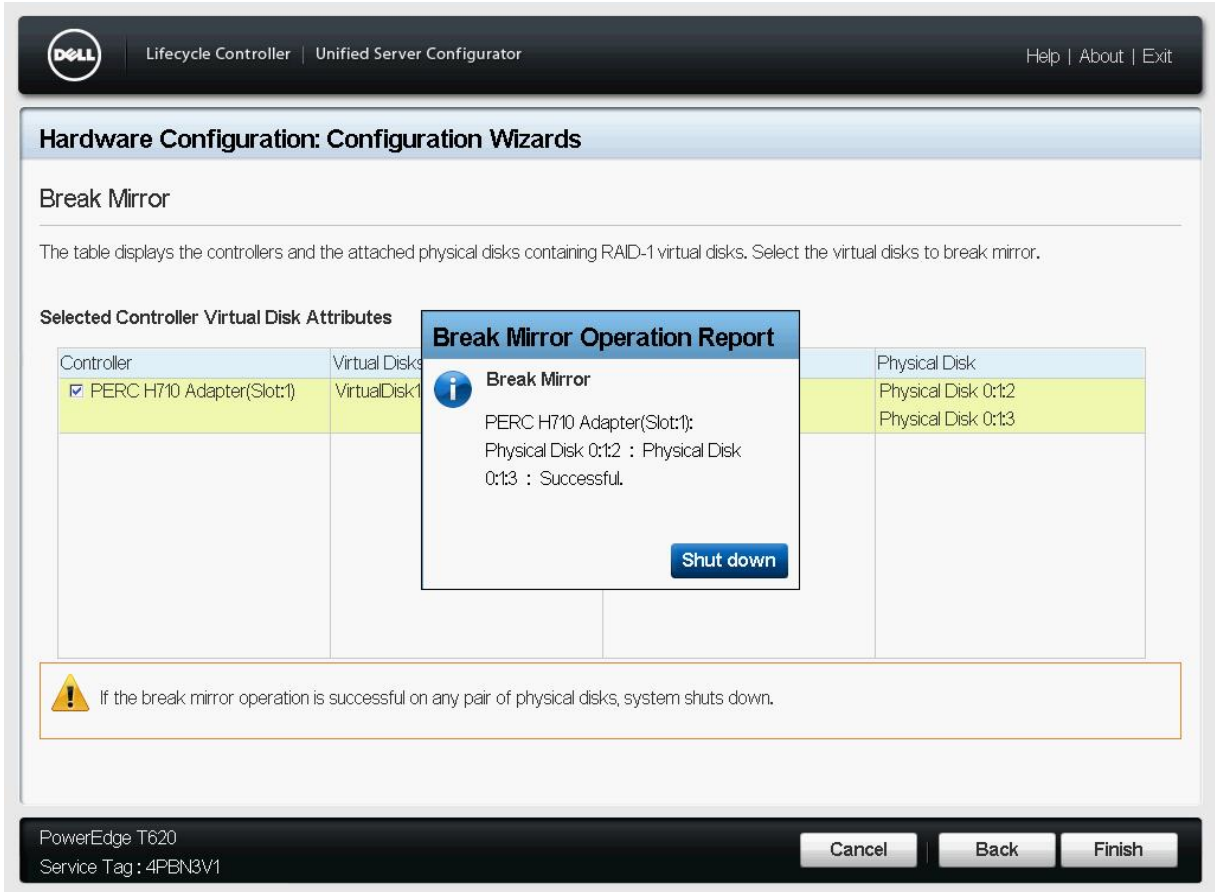 DELL
Lifecycle Controller | Unified Server Configurator
Help | About | Exit
Hardware Configuration: Configuration Wizards
Break Mirror
The table displays the controllers and the attached physical disks containing RAID-1 virtual disks. Select the virtual disks to break mirror.
Selected Controller Virtual Disk Attributes
Controller
Virtual Disks
Physical Disk
PERC H710 Adapter(Slot:1)
VirtualDisk1
Physical Disk 0:1:2
Physical Disk 0:1:3
Break Mirror Operation Report
Break Mirror
PERC H710 Adapter(Slot:1):
Physical Disk 0:1:2 : Physical Disk
0:1:3 : Successful.
Shut down
If the break mirror operation is successful on any pair of physical disks, system shuts down.
PowerEdge T620
Service Tag : 4PBN3V1
Cancel
Back
Finish